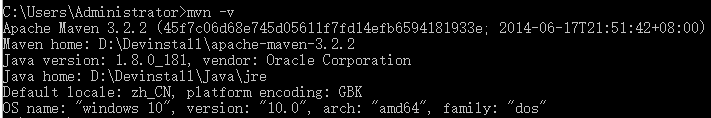 C:\Users\Administrator>mvn -v
Apache Maven 3.2.2 (45f7c06d68e745d05611f7fd14efb6594181933e; 2014-06-17T21:51:42+08:00)
Maven home: D:\Devinstall\apache-maven-3.2.2
Java version: 1.8.0_181, vendor: Oracle Corporation
Java home: D:\Devinstall\Java\jre
Default locale: zh_CN, platform encoding: GBK
OS name: "windows 10", version: "10.0", arch: "amd64", family: "dos"